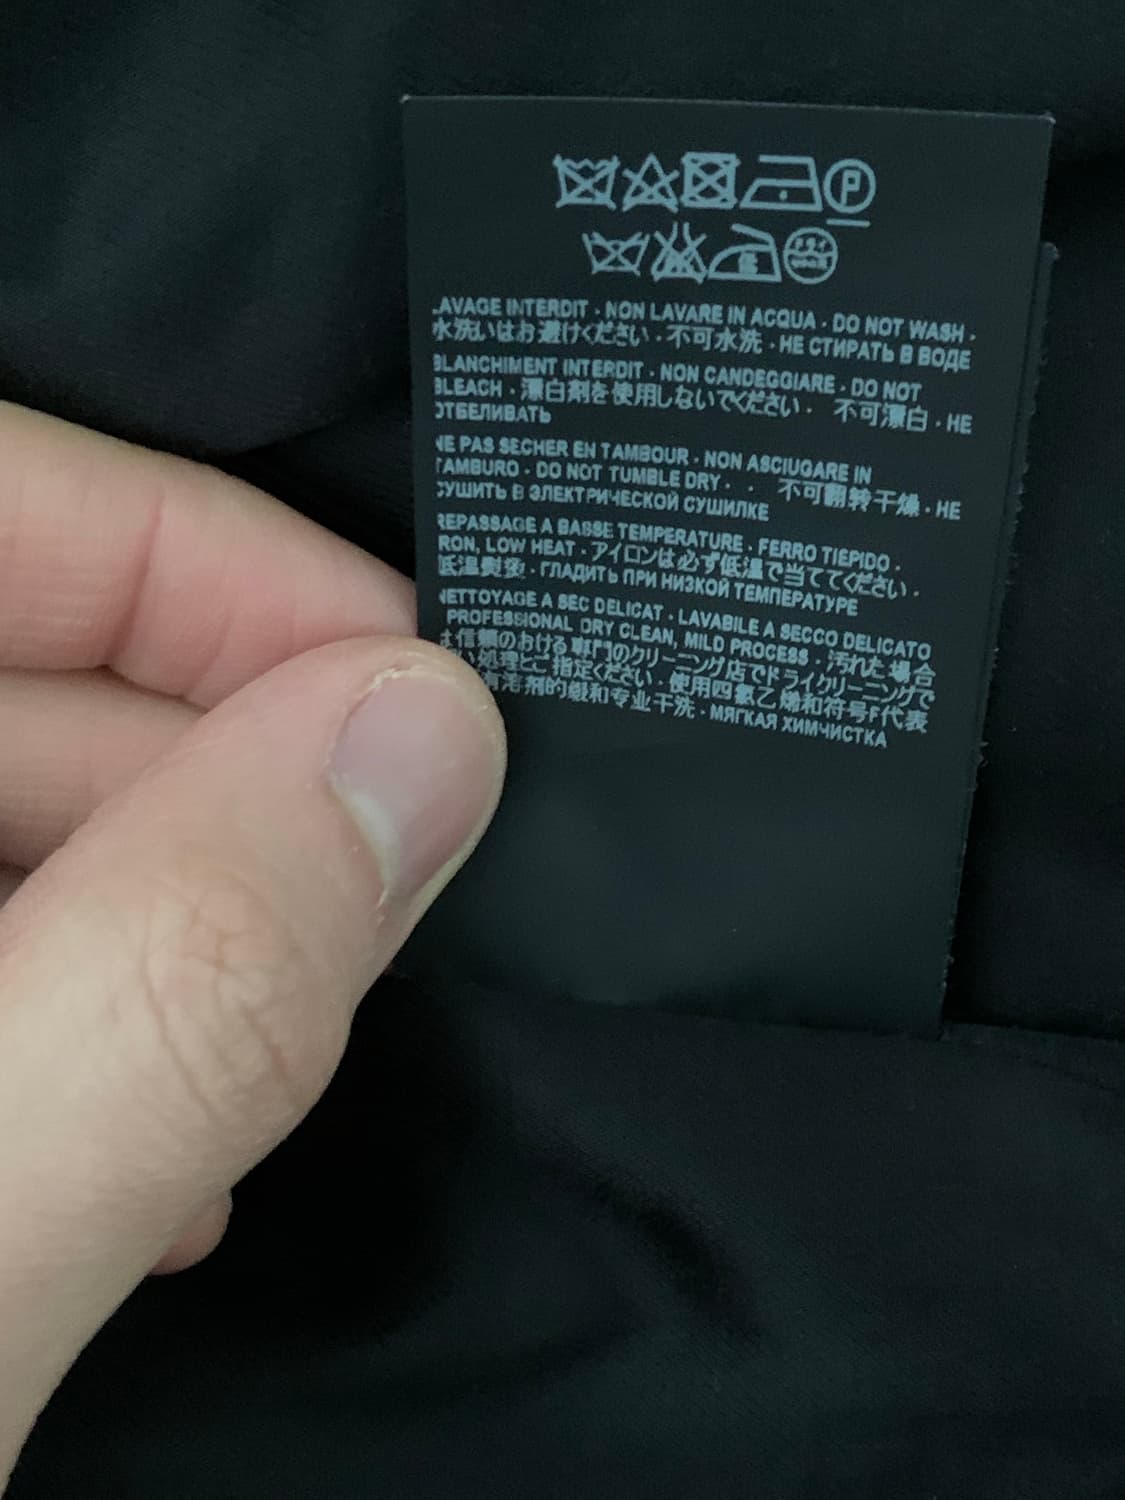 P
.AVAGE INTERDIT · NON LAVARE IN ACQUA · DO NOT WASH ·
水洗いはお避けください · 不可水洗 · НЕ СТИРАТЬ В ВОДЕ
BLANCHIMENT INTERDIT · NON CANDEGGIARE · DO NOT
BLEACH · 漂白剤を使用しないでください · 不可漂白 · НЕ
ОТБЕЛИВАТЬ
NE PAS SECHER EN TAMBOUR · NON ASCIUGARE IN
TAMBURO · DO NOT TUMBLE DRY · · 不可翻转干燥 · НЕ
СУШИТЬ В ЭЛЕКТРИЧЕСКОЙ СУШИЛКЕ
REPASSAGE A BASSE TEMPERATURE · FERRO TIEPIDO ·
RON, LOW HEAT · アイロンは必ず低温で当ててください ·
低温熨烫 · ГЛАДИТЬ ПРИ НИЗКОЙ ТЕМПЕРАТУРЕ
NETTOYAGE A SEC DELICAT · LAVABILE A SECCO DELICATO
PROFESSIONAL DRY CLEAN, MILD PROCESS · 汚れた場合
信頼のおける専門のクリーニング店でドライクリーニングで
処理とご指定ください · 使用四氯乙烯和符号F代表
剂的缓和专业干洗 · МЯГКАЯ ХИМЧИСТКА